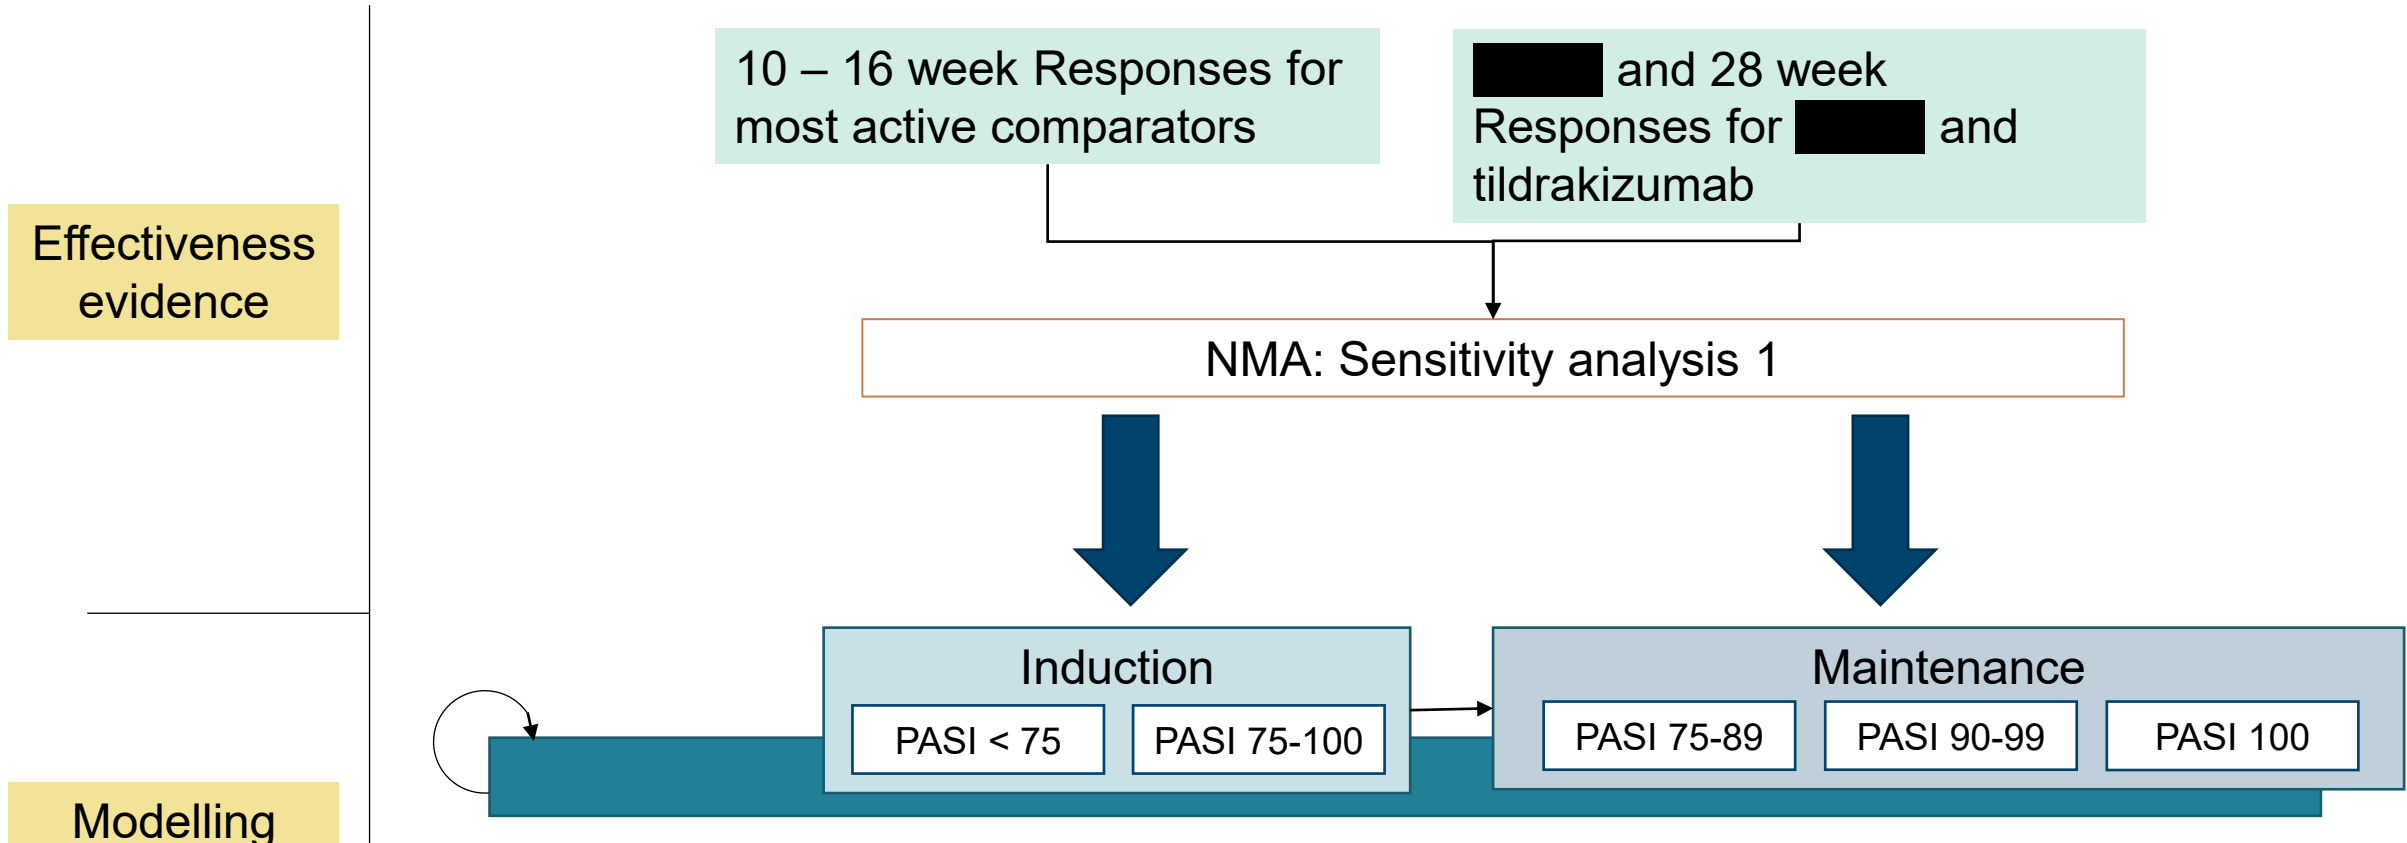 10 – 16 week Responses for
most active comparators
and 28 week
Responses for and
tildrakizumab
Effectiveness
evidence
NMA: Sensitivity analysis 1
Induction
PASI < 75
PASI 75-100
Maintenance
PASI 75-89
PASI 90-99
PASI 100
Modelling